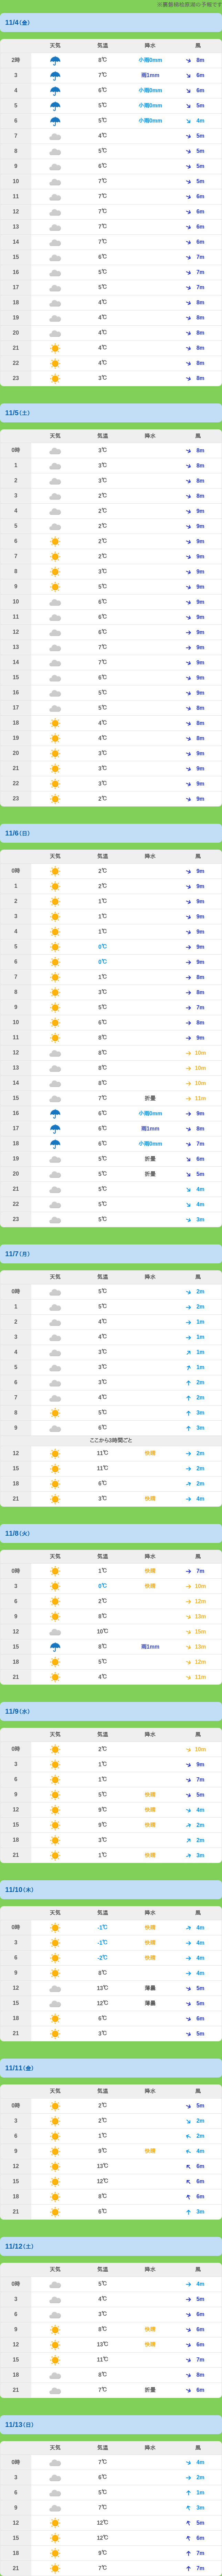 11/4(金)
天気 気温 降水 風
2時 8℃ 小雨0mm 8m
3 7℃ 雨1mm 6m
4 6℃ 小雨0mm 6m
5 5℃ 小雨0mm 5m
6 5℃ 小雨0mm 4m
7 4℃ 5m
8 5℃ 5m
9 6℃ 5m
10 7℃ 5m
11 7℃ 6m
12 7℃ 6m
13 7℃ 6m
14 7℃ 6m
15 6℃ 7m
16 5℃ 7m
17 5℃ 7m
18 4℃ 8m
19 4℃ 8m
20 4℃ 8m
21 4℃ 8m
22 4℃ 8m
23 3℃ 8m
11/5(土)
天気 気温 降水 風
0時 3℃ 8m
1 3℃ 8m
2 3℃ 8m
3 2℃ 8m
4 2℃ 9m
5 2℃ 9m
6 2℃ 9m
7 2℃ 9m
8 3℃ 9m
9 5℃ 9m
10 6℃ 9m
11 6℃ 9m
12 6℃ 9m
13 7℃ 9m
14 7℃ 9m
15 6℃ 9m
16 5℃ 9m
17 5℃ 8m
18 4℃ 8m
19 4℃ 8m
20 3℃ 9m
21 3℃ 9m
22 3℃ 9m
23 2℃ 9m
11/6(日)
天気 気温 降水 風
0時 2℃ 9m
1 2℃ 9m
2 1℃ 9m
3 1℃ 9m
4 1℃ 9m
5 0℃ 9m
6 0℃ 9m
7 1℃ 8m
8 3℃ 8m
9 5℃ 7m
10 6℃ 8m
11 8℃ 9m
12 8℃ 10m
13 8℃ 10m
14 8℃ 10m
15 7℃ 折曇 11m
16 6℃ 小雨0mm 9m
17 6℃ 雨1mm 8m
18 6℃ 小雨0mm 7m
19 5℃ 折曇 6m
20 5℃ 折曇 5m
21 5℃ 4m
22 5℃ 4m
23 5℃ 3m
11/7(月)
天気 気温 降水 風
0時 5℃ 2m
1 5℃ 2m
2 4℃ 1m
3 4℃ 1m
4 3℃ 1m
5 3℃ 1m
6 3℃ 2m
7 4℃ 2m
8 5℃ 3m
9 6℃ 3m
ここから3時間ごと
12 11℃ 快晴 2m
15 11℃ 2m
18 6℃ 2m
21 3℃ 快晴 4m
11/8(火)
天気 気温 降水 風
0時 1℃ 快晴 7m
3 0℃ 快晴 10m
6 2℃ 12m
9 8℃ 13m
12 10℃ 15m
15 8℃ 雨1mm 13m
18 5℃ 12m
21 4℃ 11m
11/9(水)
天気 気温 降水 風
0時 2℃ 10m
3 1℃ 9m
6 1℃ 7m
9 5℃ 快晴 5m
12 9℃ 快晴 4m
15 9℃ 快晴 2m
18 3℃ 2m
21 1℃ 快晴 3m
11/10(木)
天気 気温 降水 風
0時 -1℃ 快晴 4m
3 -1℃ 快晴 4m
6 -2℃ 快晴 4m
9 8℃ 4m
12 13℃ 薄曇 5m
15 12℃ 薄曇 5m
18 6℃ 6m
21 3℃ 5m
11/11(金)
天気 気温 降水 風
0時 2℃ 5m
3 2℃ 2m
6 1℃ 2m
9 9℃ 快晴 4m
12 13℃ 6m
15 12℃ 6m
18 8℃ 6m
21 6℃ 3m
11/12(土)
天気 気温 降水 風
0時 5℃ 4m
3 4℃ 5m
6 3℃ 6m
9 8℃ 快晴 6m
12 13℃ 快晴 6m
15 11℃ 7m
18 8℃ 8m
21 7℃ 折曇 6m
11/13(日)
天気 気温 降水 風
0時 7℃ 4m
3 6℃ 2m
6 5℃ 1m
9 7℃ 3m
12 12℃ 5m
15 12℃ 6m
18 9℃ 7m
21 7℃ 7m